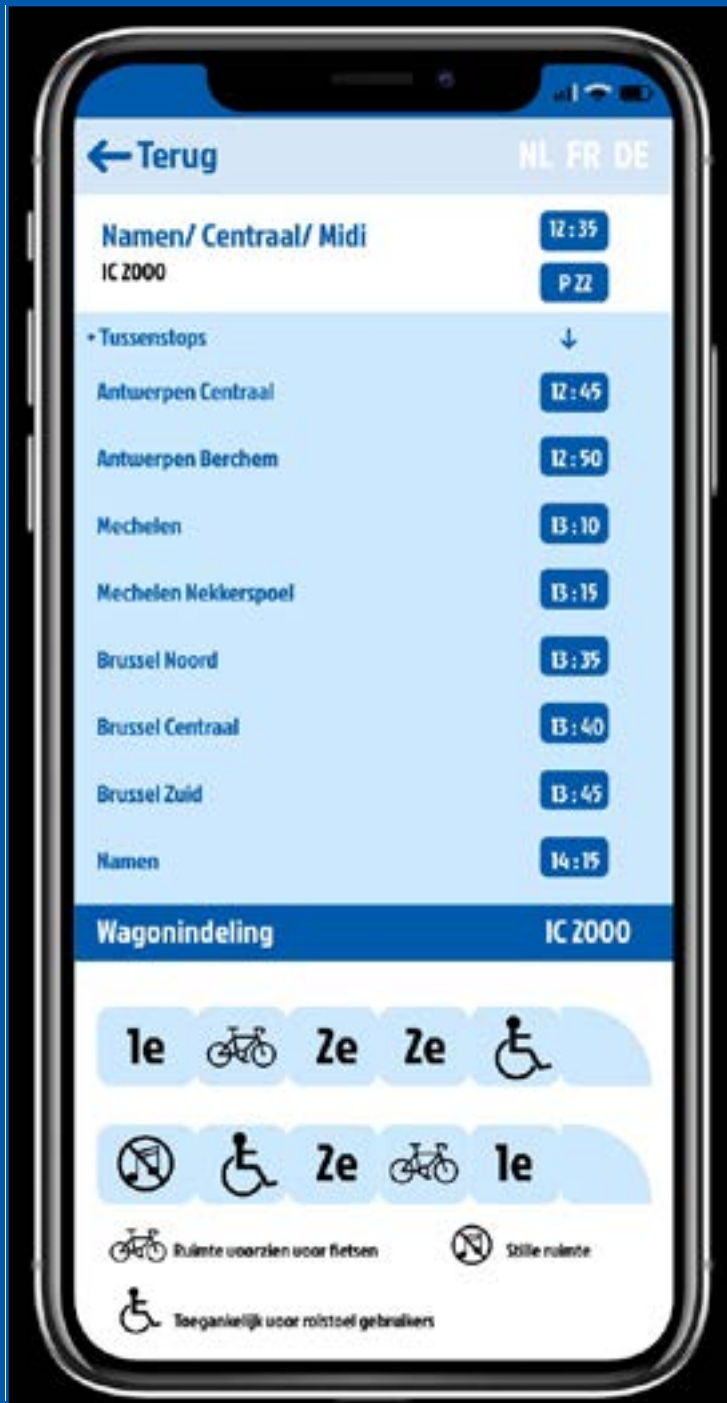 Terug NL FR DE
Namen/ Centraal/ Midi 12:35
IC 2000 P 22
• Tussenstops
Antwerpen Centraal 12:45
Antwerpen Berchem 12:50
Mechelen 13:10
Mechelen Nekkerspoel 13:15
Brussel Noord 13:35
Brussel Centraal 13:40
Brussel Zuid 13:45
Namen 14:15
Wagonindeling IC 2000
1e 2e 2e
2e 1e
Ruimte voorzien voor fietsen Stille ruimte
Toegankelijk voor rolstoel gebruikers